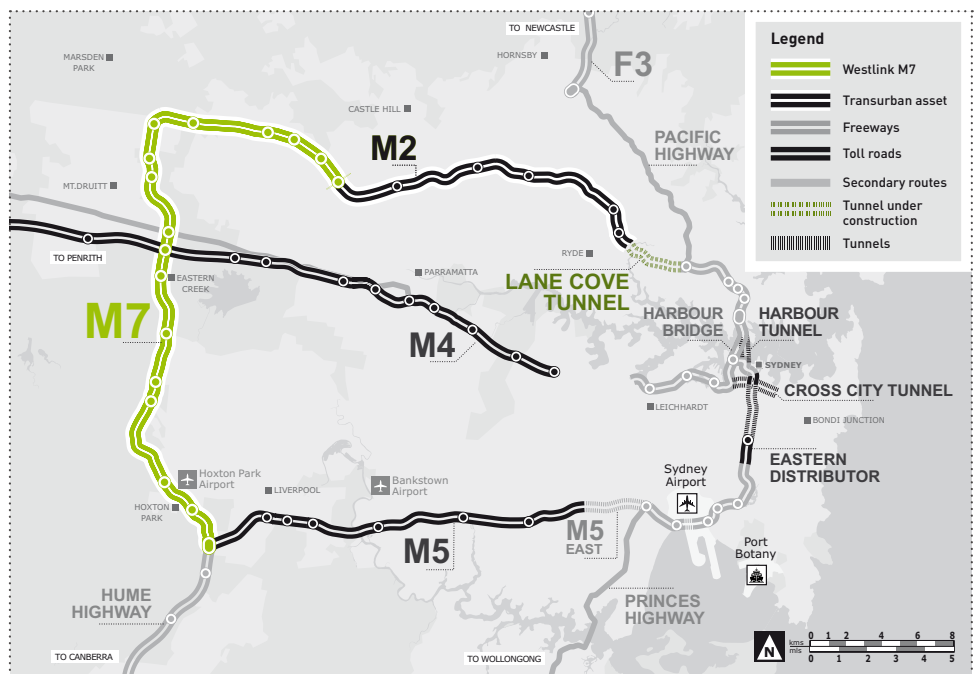 TO NEWCASTLE
HORNSBY
F3
MARSDEN
PARK
CASTLE HILL
M2
PACIFIC
HIGHWAY
MT.DRUITT
TO PENRITH
EASTERN
CREEK
PARRAMATTA
RYDE
LANE COVE
TUNNEL
M7
M4
HARBOUR
BRIDGE
HARBOUR
TUNNEL
SYDNEY
CROSS CITY TUNNEL
LEICHHARDT
BONDI JUNCTION
EASTERN
DISTRIBUTOR
Hoxton Park
Airport
LIVERPOOL
Bankstown
Airport
Sydney
Airport
HOXTON
PARK
M5
M5
EAST
Port
Botany
HUME
HIGHWAY
PRINCES
HIGHWAY
TO CANBERRA
TO WOLLONGONG
Legend
Westlink M7
Transurban asset
Freeways
Toll roads
Secondary routes
Tunnel under
construction
Tunnels
N
0 1 2 4 6 8
kms
mls
0 1 2 3 4 5